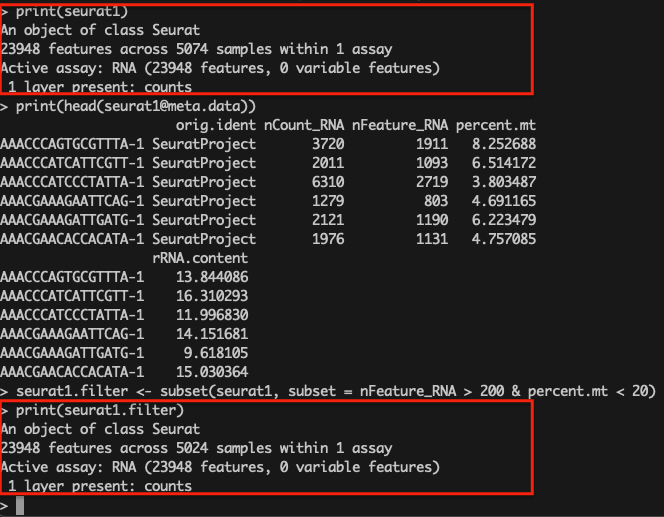 > print(seurat1)
An object of class Seurat
23948 features across 5074 samples within 1 assay
Active assay: RNA (23948 features, 0 variable features)
 1 layer present: counts
> print(head(seurat1@meta.data))
                     orig.ident nCount_RNA nFeature_RNA percent.mt
AAACCCAGTGCGTTTA-1 SeuratProject       3720         1911   8.252688
AAACCCATCATTCGTT-1 SeuratProject       2011         1093   6.514172
AAACCCATCCCTATTA-1 SeuratProject       6310         2719   3.803487
AAACGAAAGAATTCAG-1 SeuratProject       1279          803   4.691165
AAACGAAAGATTGATG-1 SeuratProject       2121         1190   6.223479
AAACGAACACCACATA-1 SeuratProject       1976         1131   4.757085
                   rRNA.content
AAACCCAGTGCGTTTA-1    13.844086
AAACCCATCATTCGTT-1    16.310293
AAACCCATCCCTATTA-1    11.996830
AAACGAAAGAATTCAG-1    14.151681
AAACGAAAGATTGATG-1     9.618105
AAACGAACACCACATA-1    15.030364
> seurat1.filter <- subset(seurat1, subset = nFeature_RNA > 200 & percent.mt < 20)
> print(seurat1.filter)
An object of class Seurat
23948 features across 5024 samples within 1 assay
Active assay: RNA (23948 features, 0 variable features)
 1 layer present: counts
>